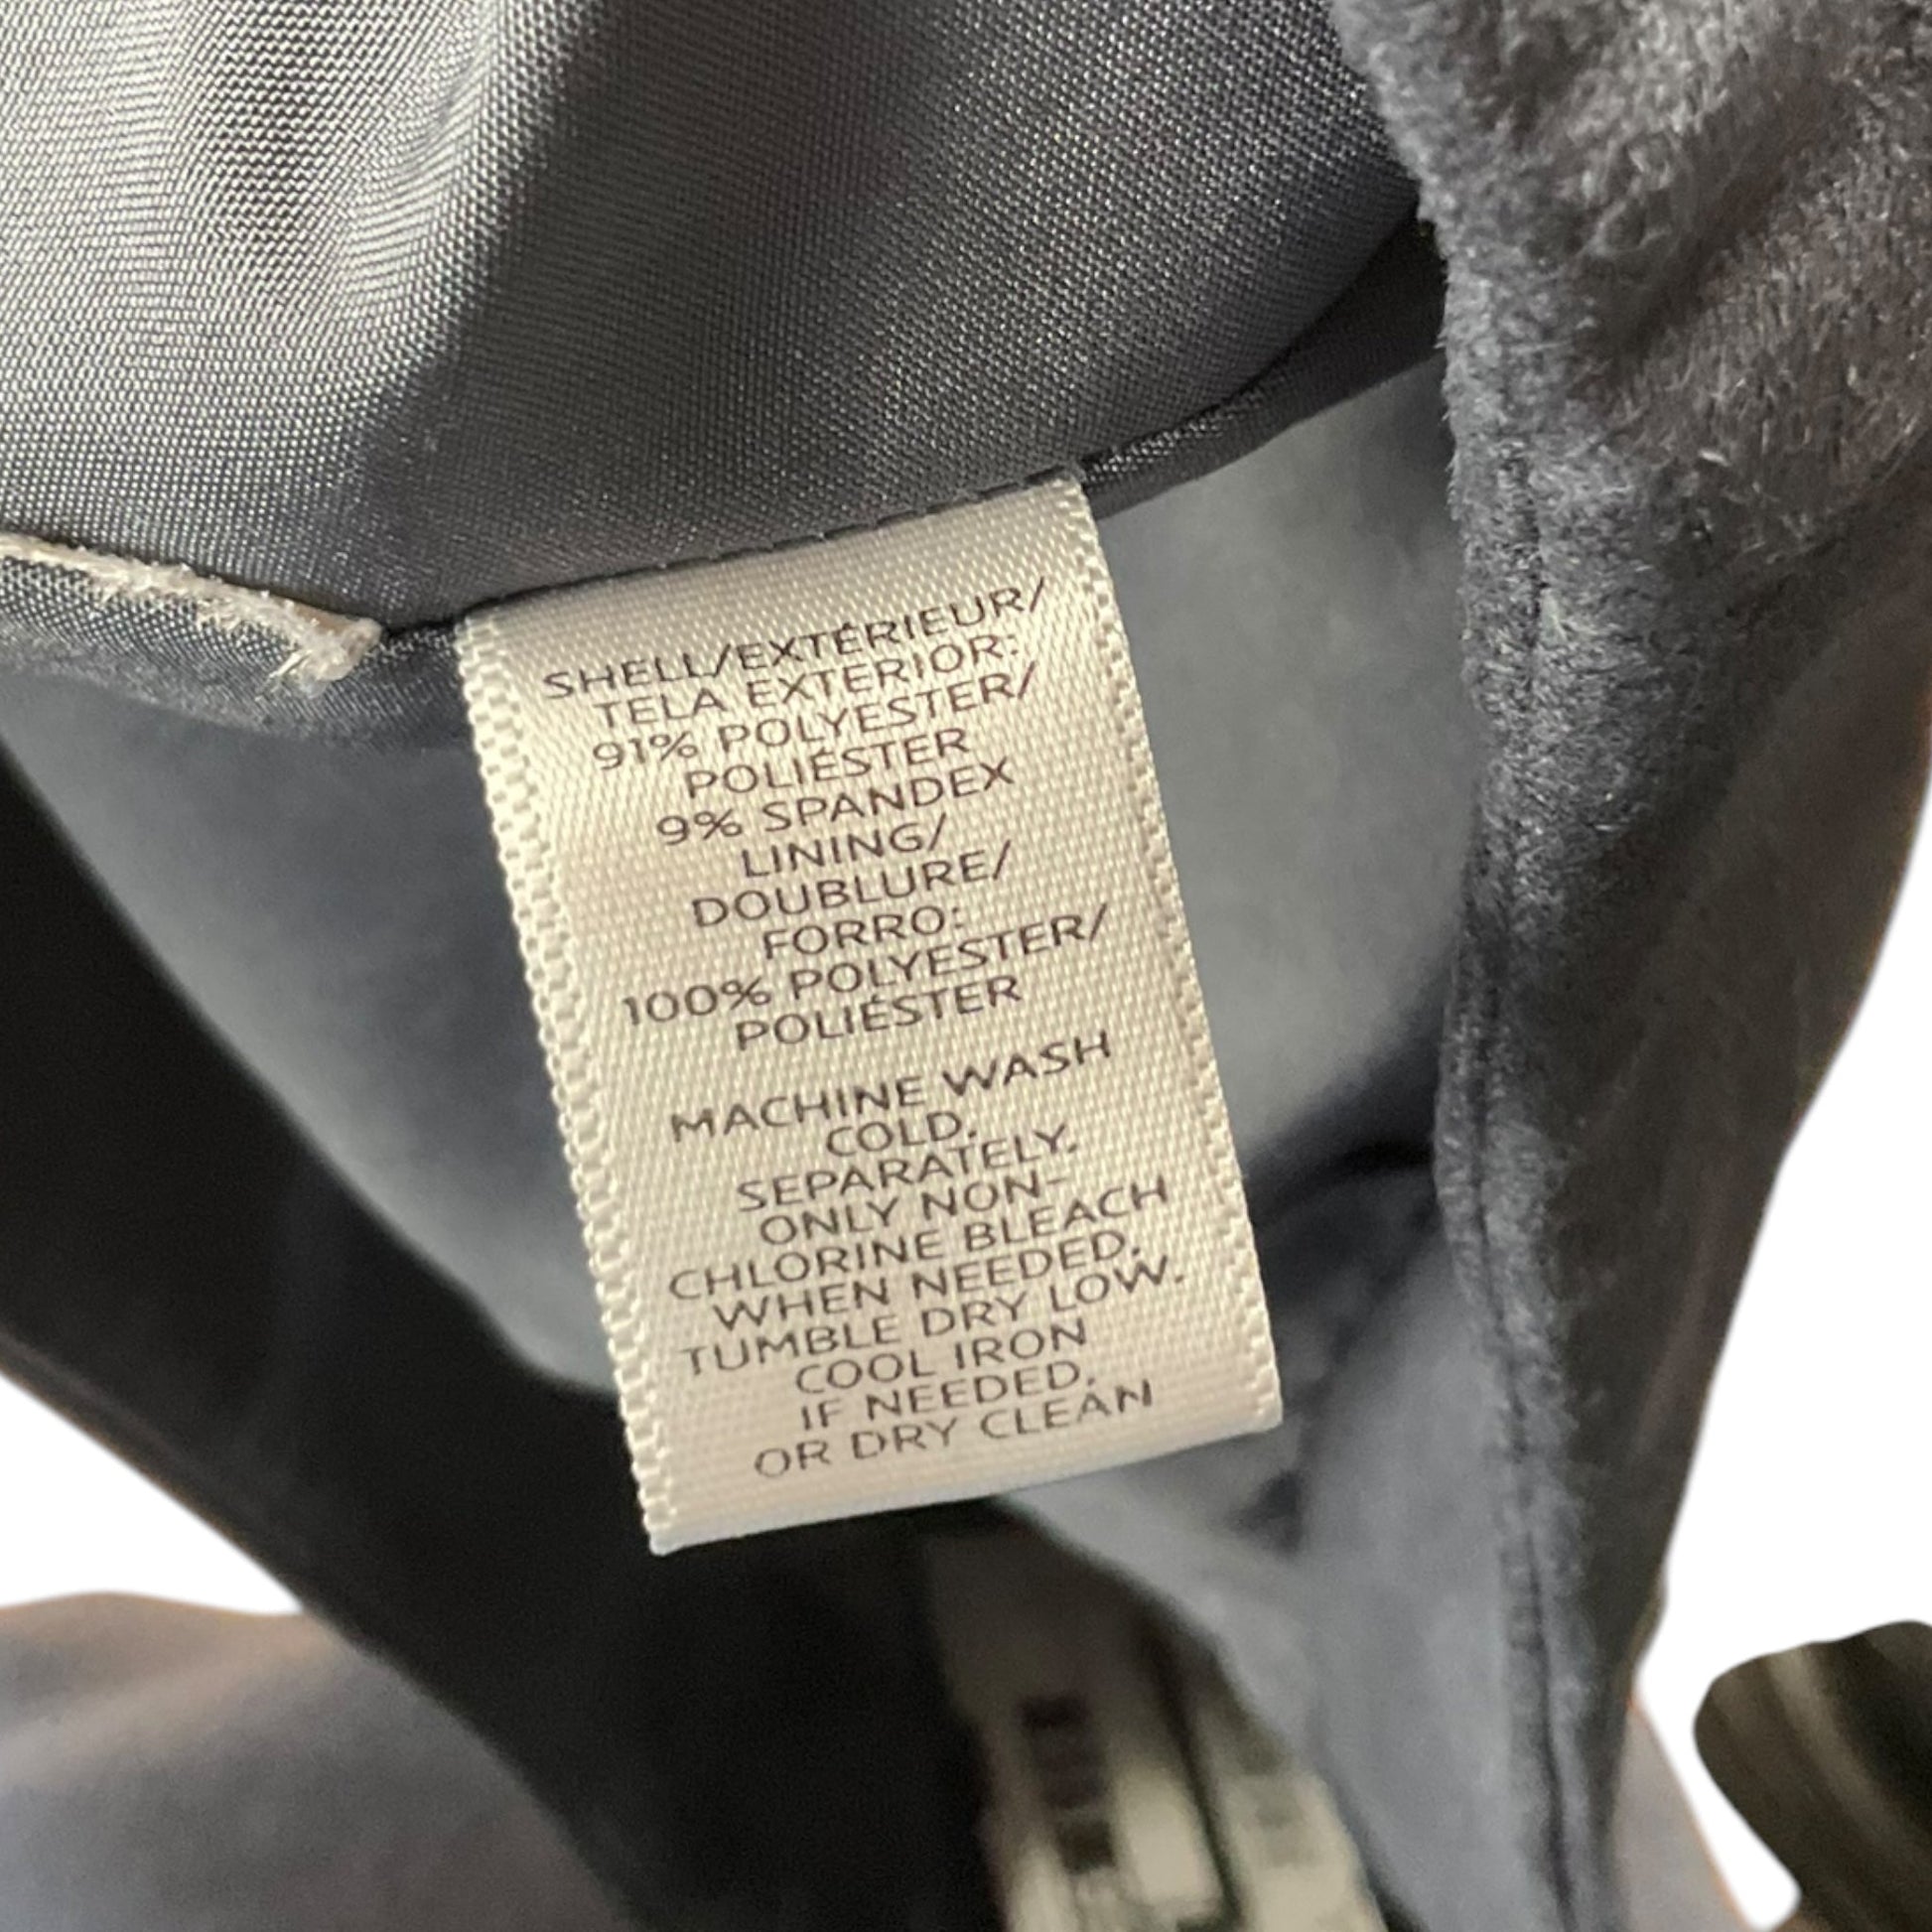 SHELL/EXTÉRIEUR/
TELA EXTERIOR:
91% POLYESTER/
POLIÉSTER
9% SPANDEX
LINING/
DOUBLURE/
FORRO:
100% POLYESTER/
POLIÉSTER
MACHINE WASH
COLD.
SEPARATELY.
ONLY NON-
CHLORINE BLEACH
WHEN NEEDED.
TUMBLE DRY LOW.
COOL IRON
IF NEEDED.
OR DRY CLEAN